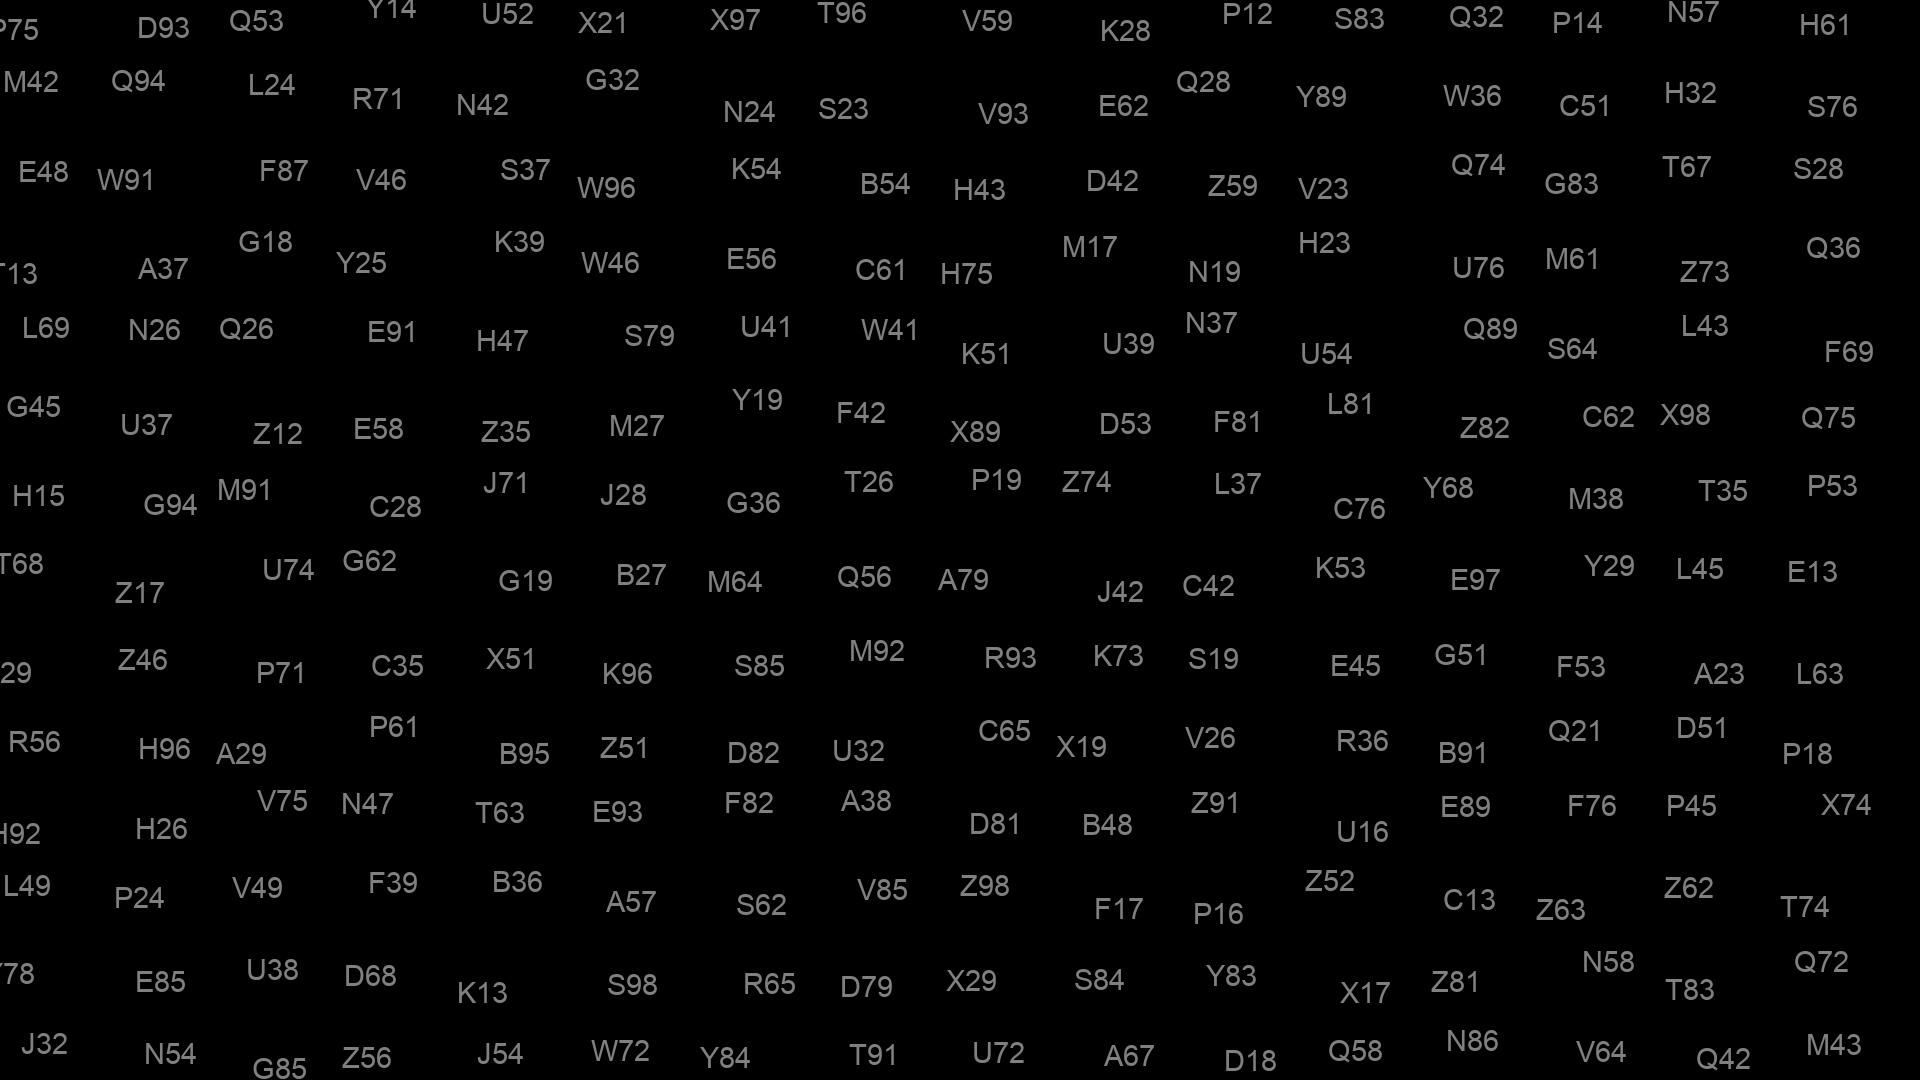 P75 D93 Q53 Y14 U52 X21 X97 T96 V59 K28 P12 S83 Q32 P14 N57 H61
M42 Q94 L24 R71 N42 G32 N24 S23 V93 E62 Q28 Y89 W36 C51 H32 S76
E48 W91 F87 V46 S37 W96 K54 B54 H43 D42 Z59 V23 Q74 G83 T67 S28
T13 A37 G18 Y25 K39 W46 E56 C61 H75 M17 N19 H23 U76 M61 Z73 Q36
L69 N26 Q26 E91 H47 S79 U41 W41 K51 U39 N37 U54 Q89 S64 L43 F69
G45 U37 Z12 E58 Z35 M27 Y19 F42 X89 D53 F81 L81 Z82 C62 X98 Q75
H15 G94 M91 C28 J71 J28 G36 T26 P19 Z74 L37 C76 Y68 M38 T35 P53
T68 Z17 U74 G62 G19 B27 M64 Q56 A79 J42 C42 K53 E97 Y29 L45 E13
29 Z46 P71 C35 X51 K96 S85 M92 R93 K73 S19 E45 G51 F53 A23 L63
R56 H96 A29 P61 B95 Z51 D82 U32 C65 X19 V26 R36 B91 Q21 D51 P18
H92 H26 V75 N47 T63 E93 F82 A38 D81 B48 Z91 U16 E89 F76 P45 X74
L49 P24 V49 F39 B36 A57 S62 V85 Z98 F17 P16 Z52 C13 Z63 Z62 T74
78 E85 U38 D68 K13 S98 R65 D79 X29 S84 Y83 X17 Z81 N58 T83 Q72
J32 N54 G85 Z56 J54 W72 Y84 T91 U72 A67 D18 Q58 N86 V64 Q42 M43